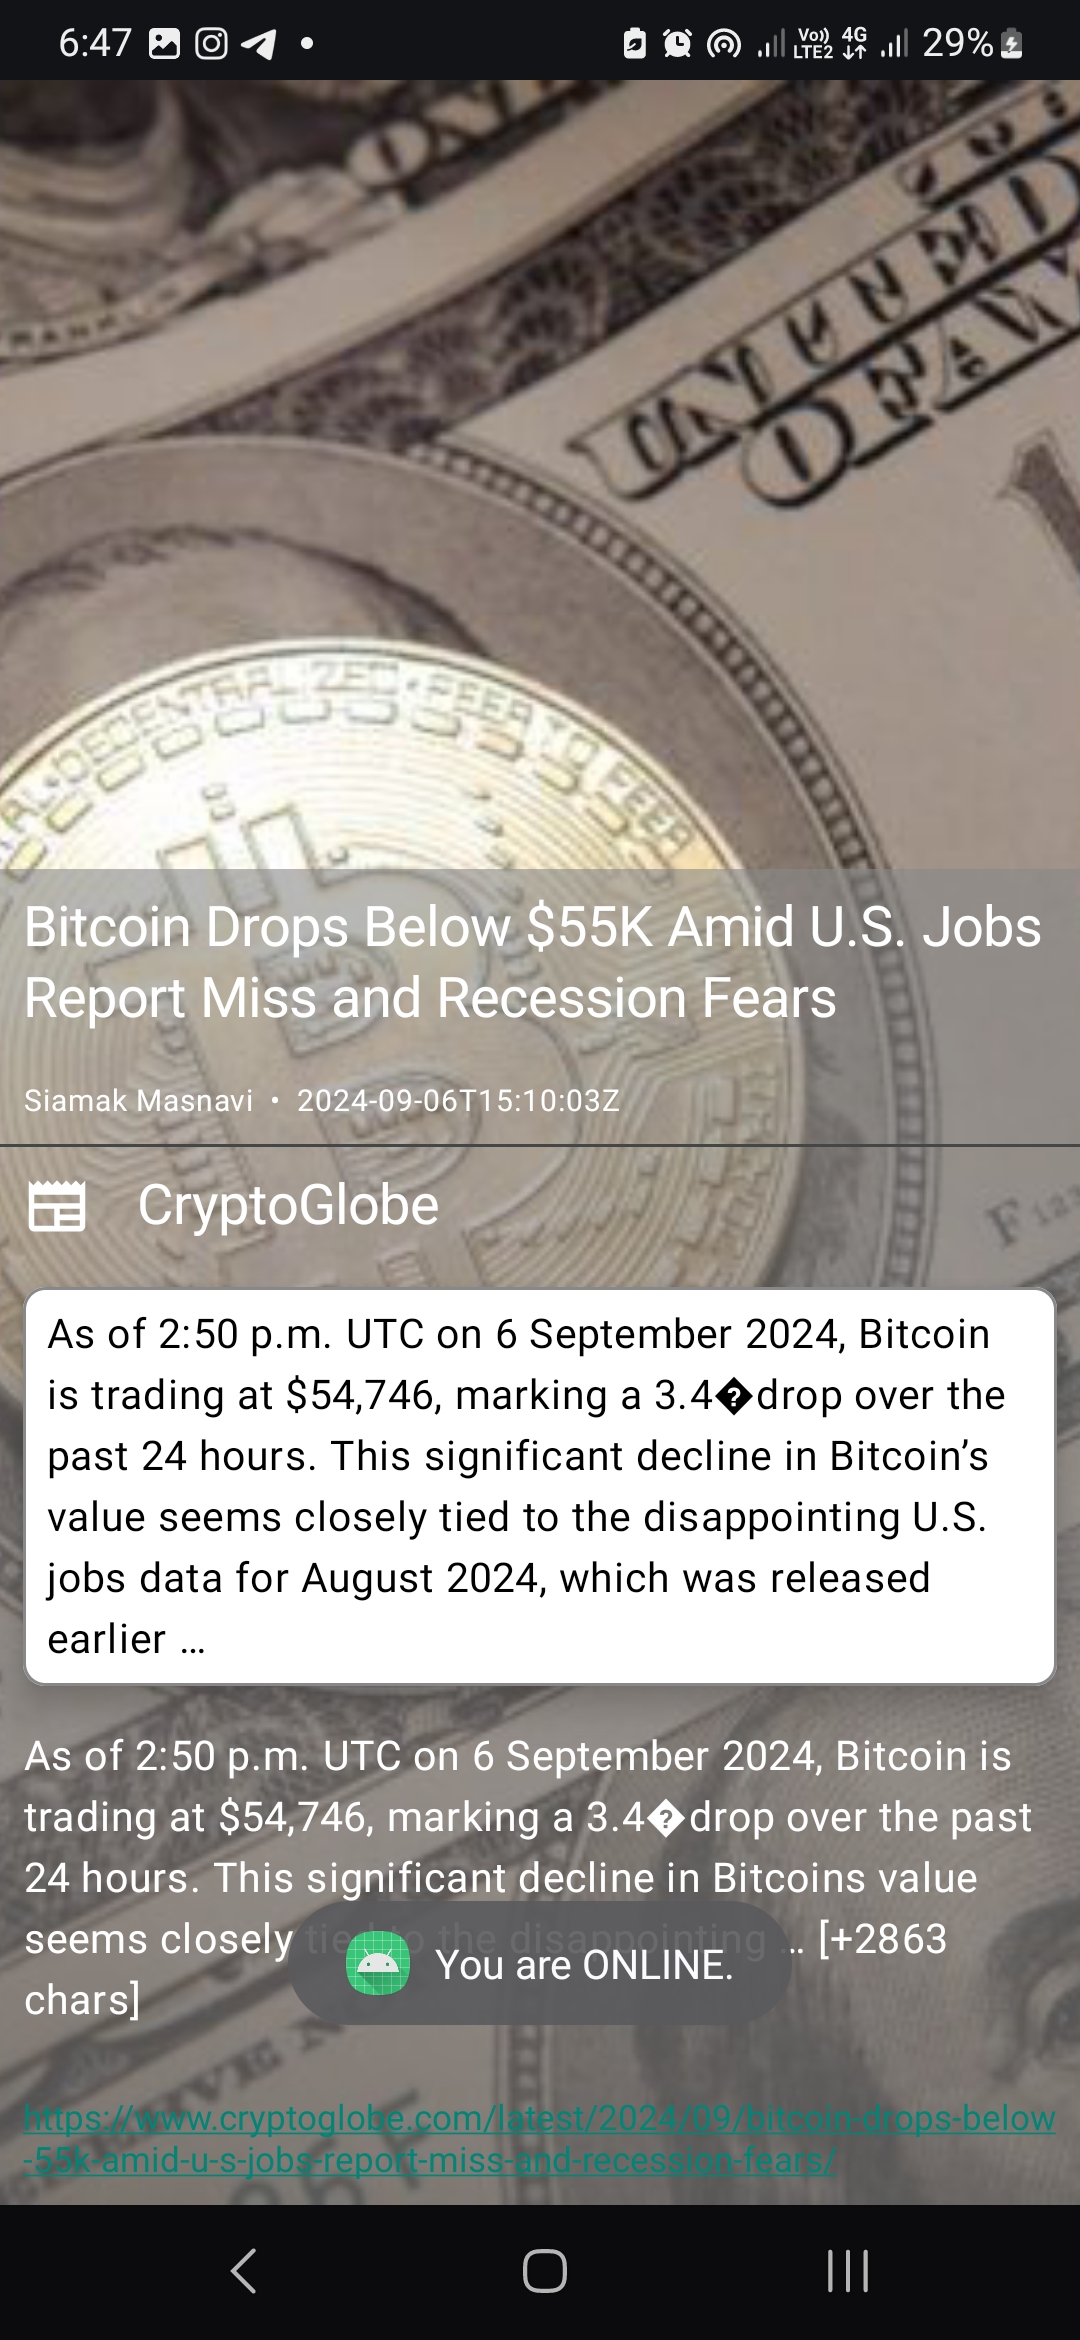 6:47
Vo)) 4G
LTE2 29%
ONE
FRANKLIN
DECENTRALIZED • PEER TO PEER
Bitcoin Drops Below $55K Amid U.S. Jobs
Report Miss and Recession Fears
Siamak Masnavi • 2024-09-06T15:10:03Z
CryptoGlobe
As of 2:50 p.m. UTC on 6 September 2024, Bitcoin
is trading at $54,746, marking a 3.4�drop over the
past 24 hours. This significant decline in Bitcoin’s
value seems closely tied to the disappointing U.S.
jobs data for August 2024, which was released
earlier …
As of 2:50 p.m. UTC on 6 September 2024, Bitcoin is
trading at $54,746, marking a 3.4�drop over the past
24 hours. This significant decline in Bitcoins value
seems closely tied to the disappointing … [+2863
chars]
You are ONLINE.
https://www.cryptoglobe.com/latest/2024/09/bitcoin-drops-below
-55k-amid-u-s-jobs-report-miss-and-recession-fears/